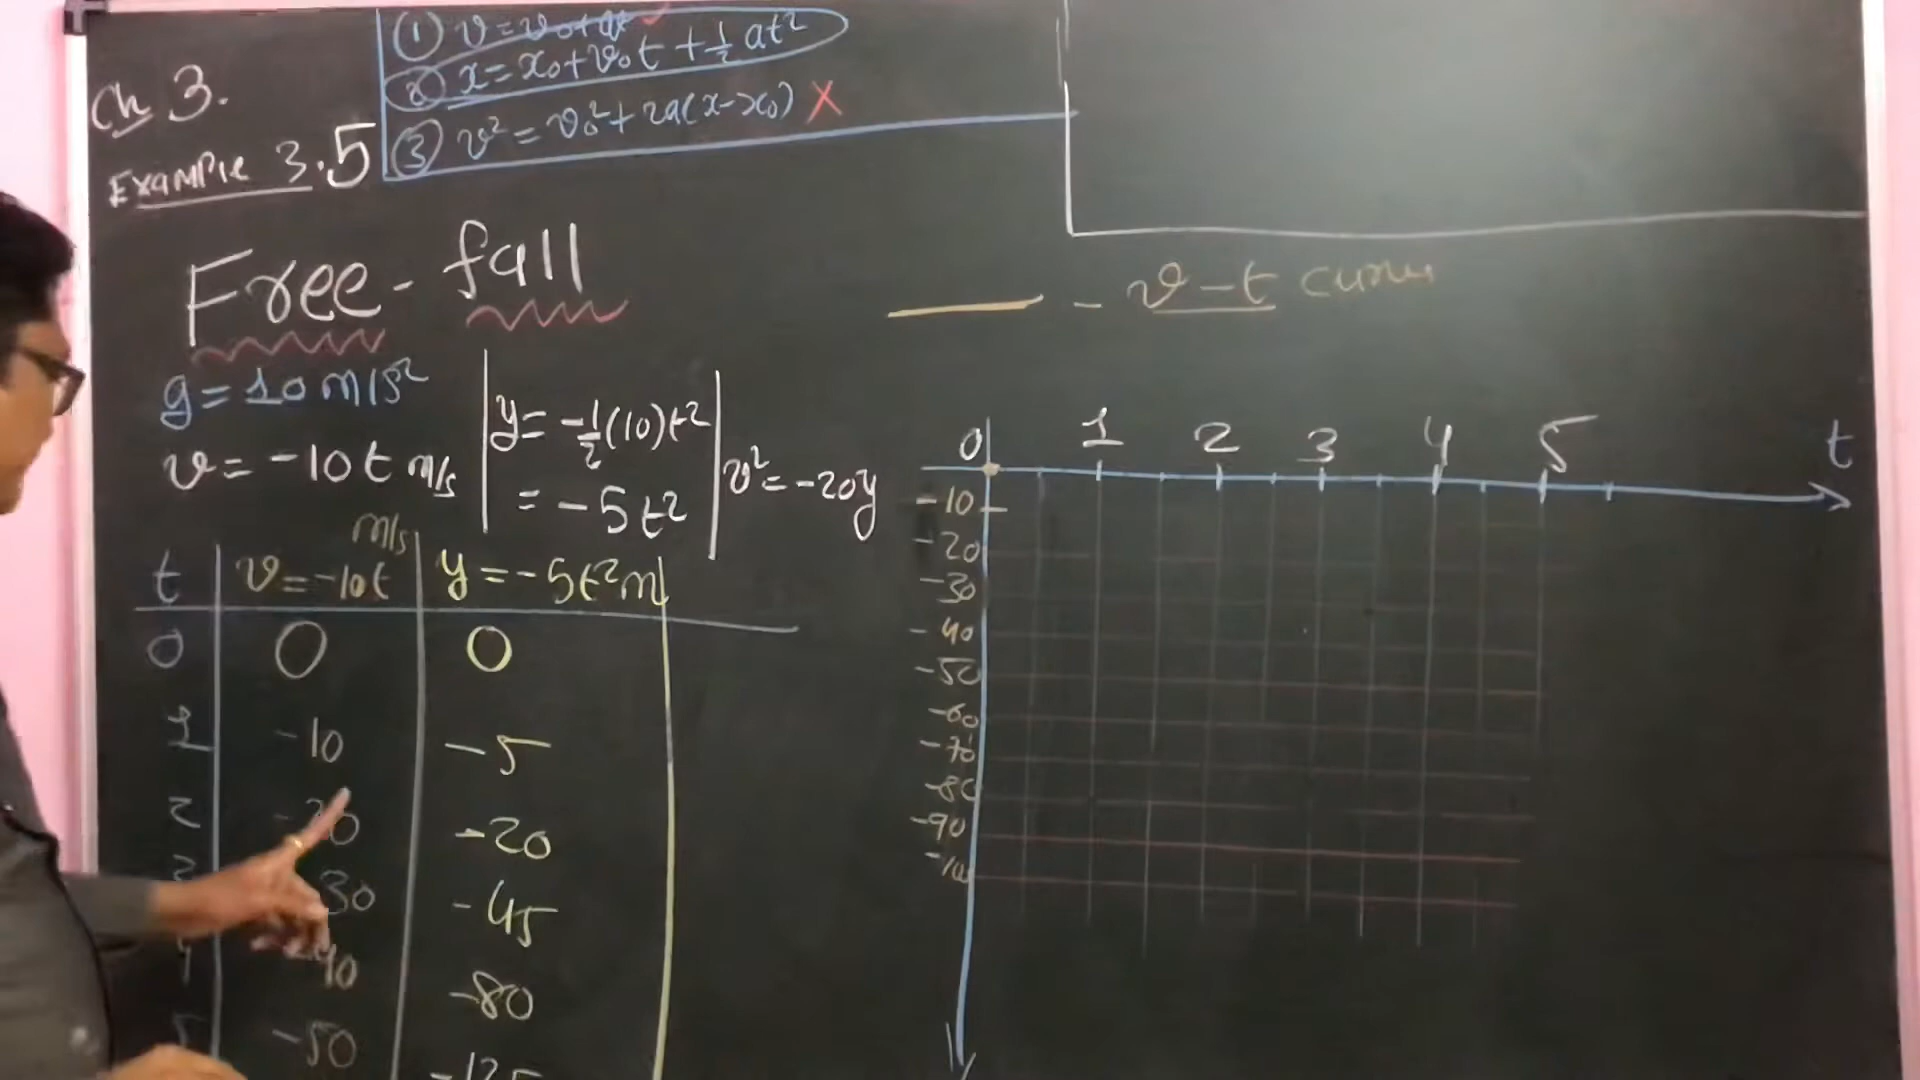 Ch 3.
Example 3.5
① v = v₀ + at ✓
② x = x₀ + v₀t + ½ at²
③ v² = v₀² + 2a(x-x₀) X
Free - fall
g = 10 m/s²
v = -10t m/s
y = -½(10)t²
= -5t²
v² = -20y
m/s
t v = -10t y = -5t² m
0 0 0
1 -10 -5
2 -20 -20
3 -30 -45
4 -40 -80
5 -50 -125
- v-t curve
0 1 2 3 4 5 t
-10
-20
-30
-40
-50
-60
-70
-80
-90
-100